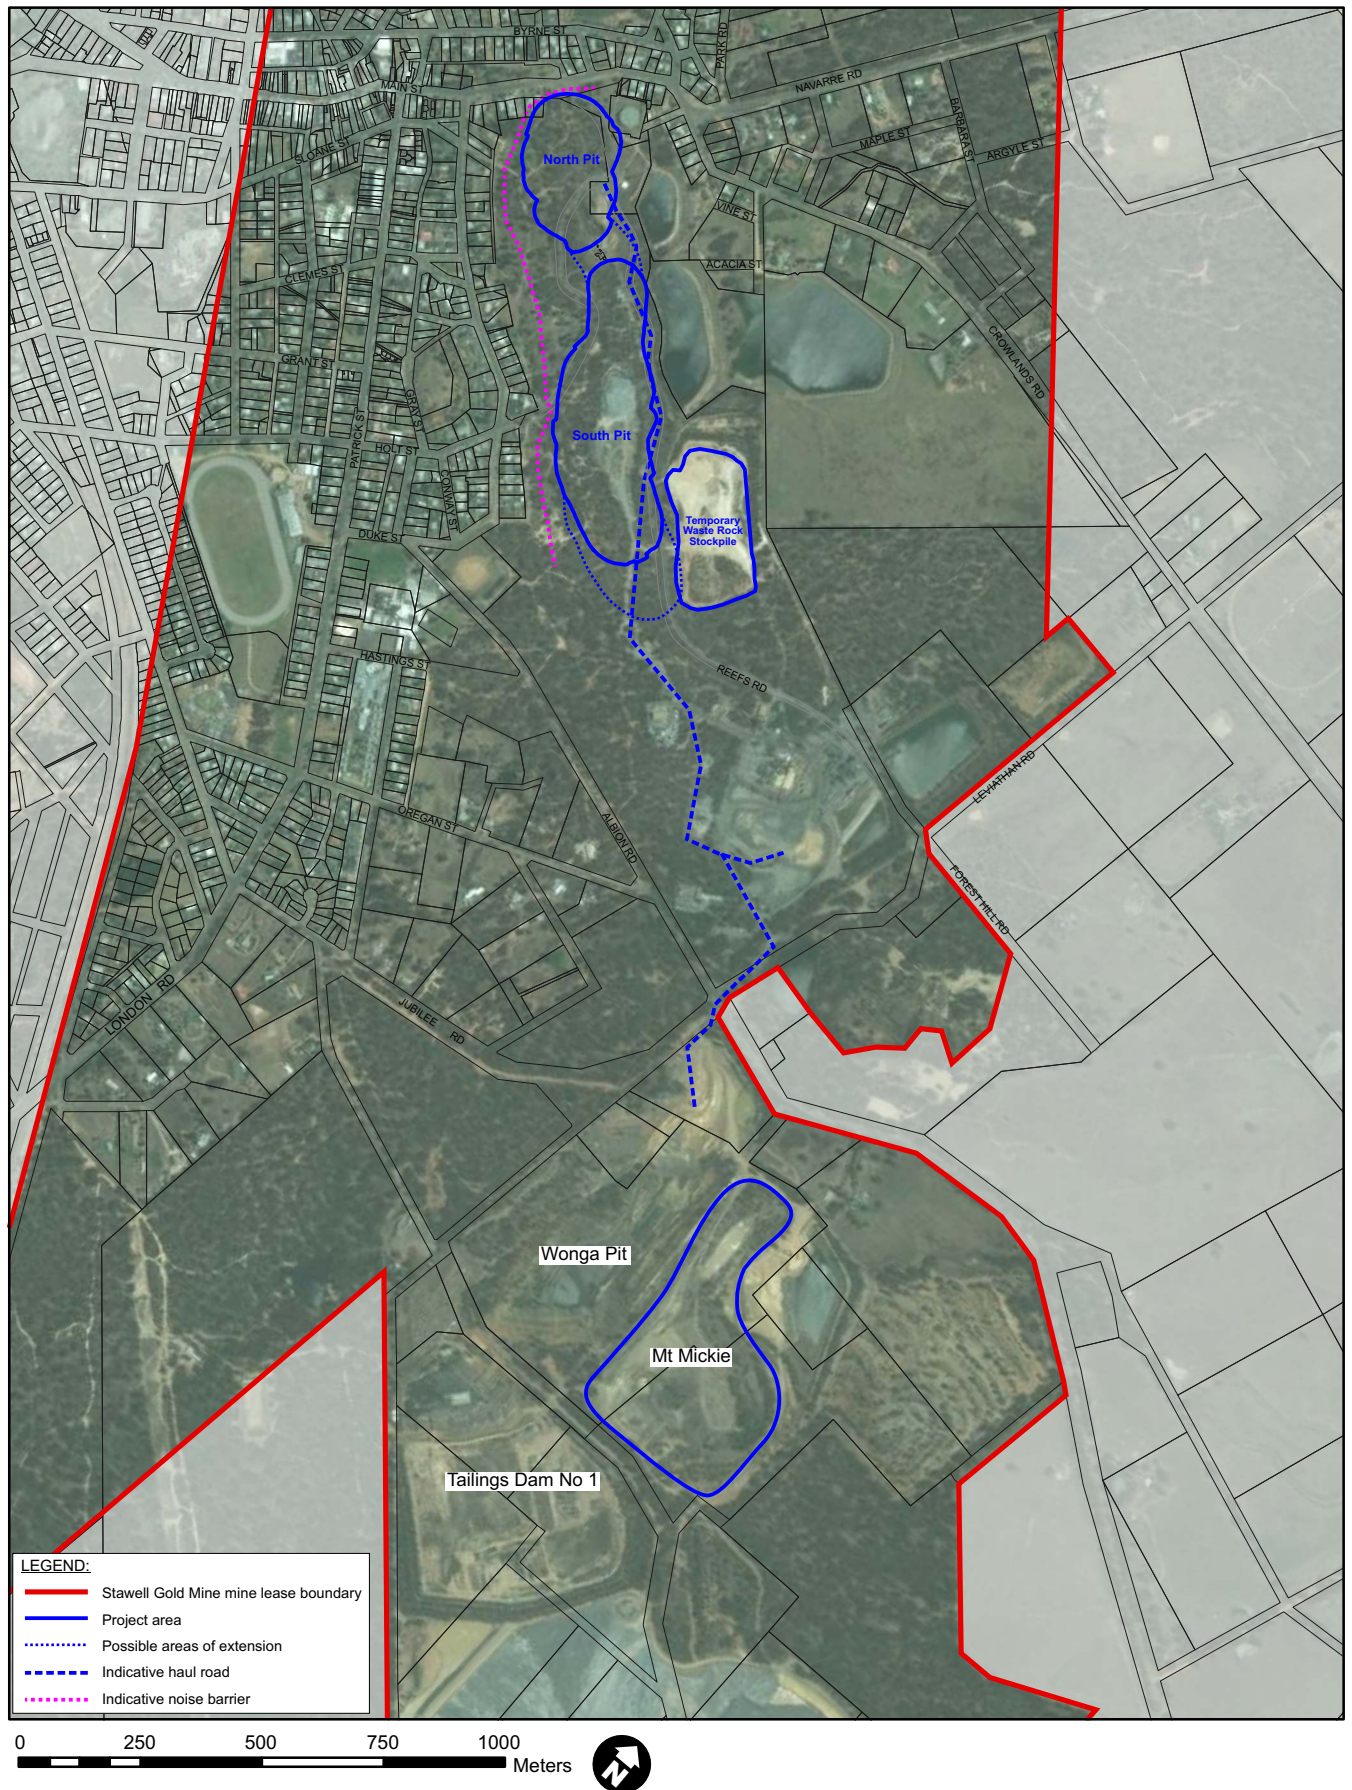 BYRNE ST
PARK RD
MAIN ST
NAVARRE RD
BARBARA ST
MAPLE ST
ARGYLE ST
SLOANE ST
North Pit
VINE ST
ACACIA ST
CLEMES ST
CROWLANDS RD
GRANT ST
GRAY ST
PATRICK ST
South Pit
HOLT ST
CONWAY ST
Temporary
Waste Rock
Stockpile
DUKE ST
HASTINGS ST
REEFS RD
LEVIATHAN RD
OREGAN ST
ALBION RD
FOREST HILL RD
LONDON RD
JUBILEE RD
Wonga Pit
Mt Mickie
Tailings Dam No 1
LEGEND:
Stawell Gold Mine mine lease boundary
Project area
Possible areas of extension
Indicative haul road
Indicative noise barrier
0 250 500 750 1000
Meters
N